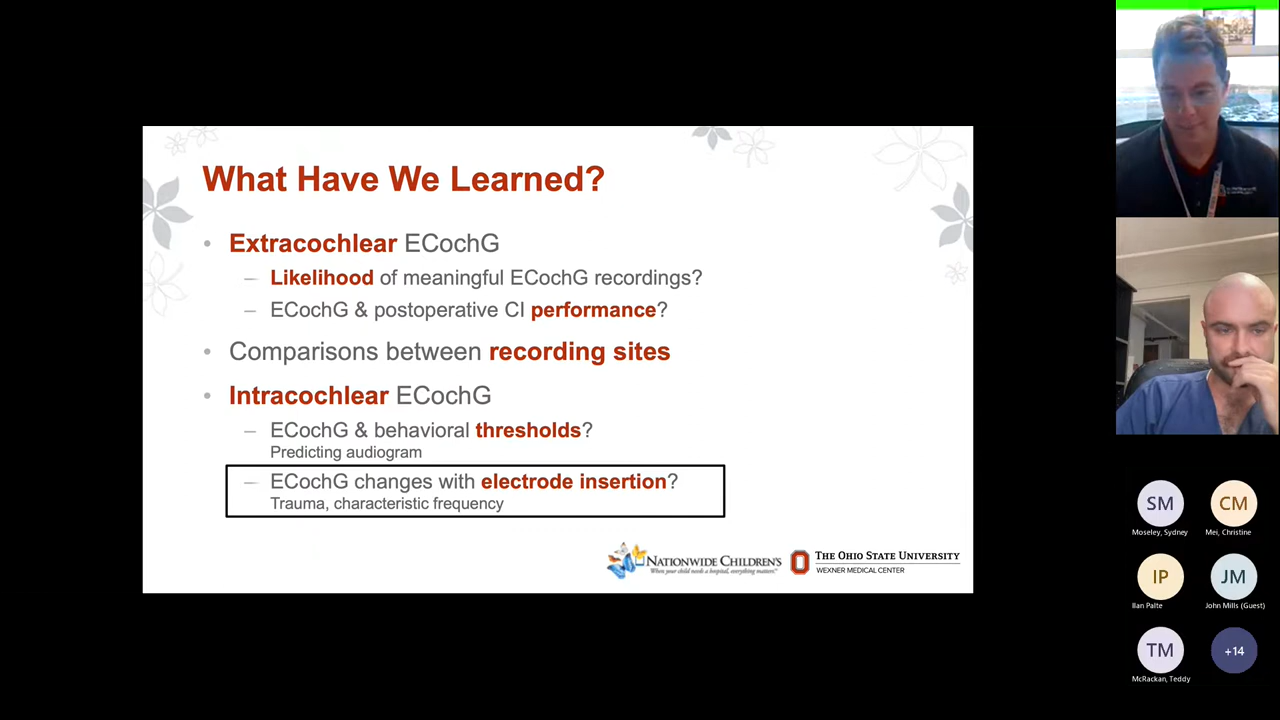 What Have We Learned?
• Extracochlear ECochG
– Likelihood of meaningful ECochG recordings?
– ECochG & postoperative CI performance?
• Comparisons between recording sites
• Intracochlear ECochG
– ECochG & behavioral thresholds?
Predicting audiogram
– ECochG changes with electrode insertion?
Trauma, characteristic frequency
NATIONWIDE CHILDREN'S
When your child needs a hospital, everything matters.
THE OHIO STATE UNIVERSITY
WEXNER MEDICAL CENTER
SM
Moseley, Sydney
CM
Mei, Christine
IP
Ilan Palte
JM
John Mills (Guest)
TM
McRackan, Teddy
+14